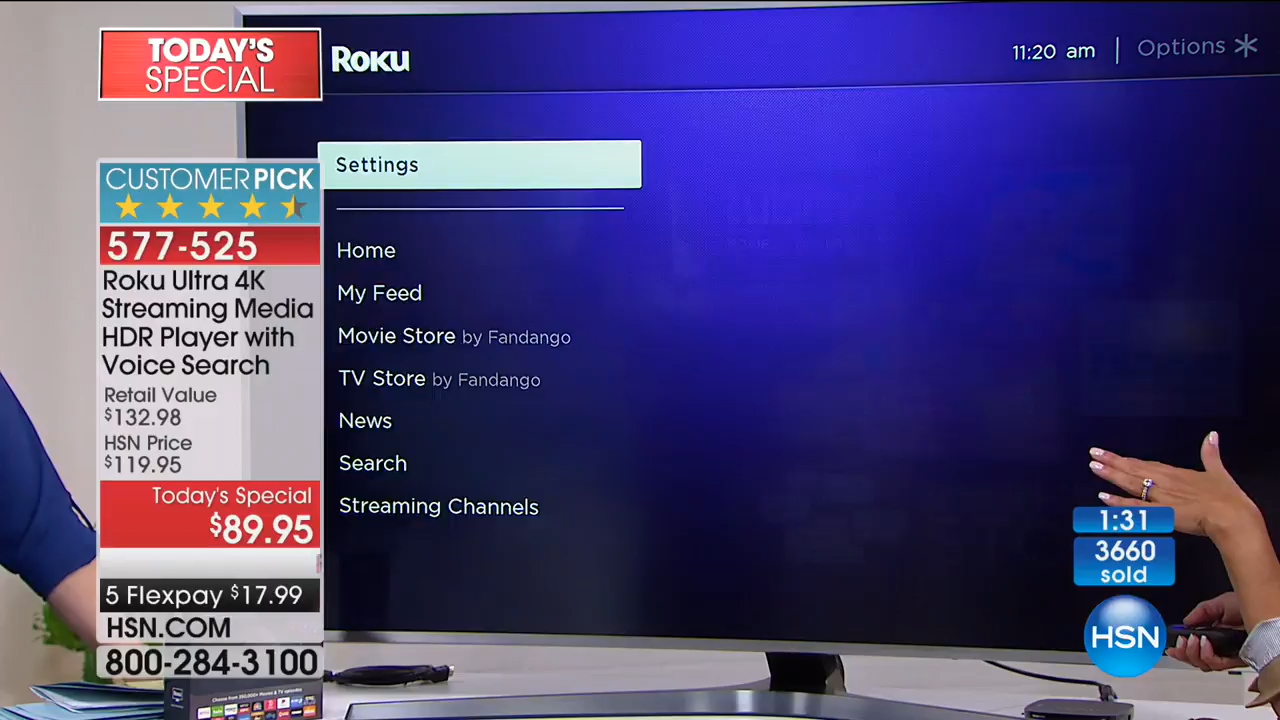 TODAY'S
SPECIAL
CUSTOMER PICK
577-525
Roku Ultra 4K
Streaming Media
HDR Player with
Voice Search
Retail Value
$132.98
HSN Price
$119.95
Today's Special
$89.95
5 Flexpay $17.99
HSN.COM
800-284-3100
Roku
11:20 am | Options
Settings
Home
My Feed
Movie Store by Fandango
TV Store by Fandango
News
Search
Streaming Channels
1:31
3660
sold
HSN